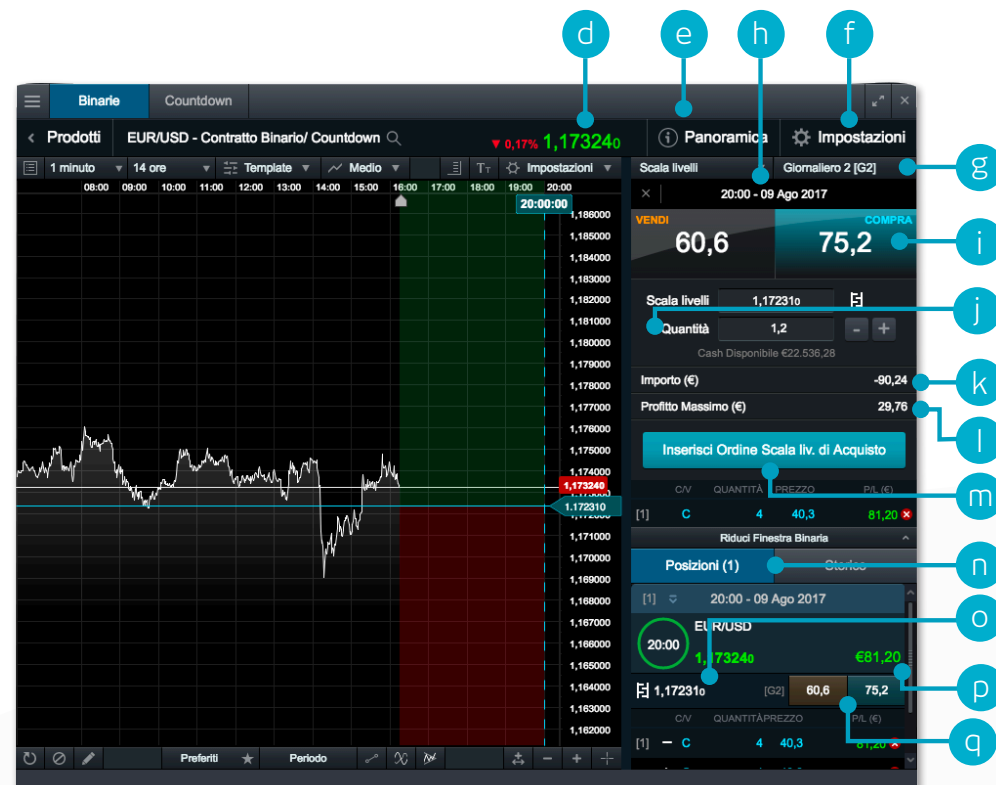 d e h f
Binarie Countdown
Prodotti EUR/USD - Contratto Binario/ Countdown ▼ 0,17% 1,173240 Panoramica Impostazioni
1 minuto 14 ore Template Medio Impostazioni Scala livelli Giornaliero 2 [G2] g
08:00 09:00 10:00 11:00 12:00 13:00 14:00 15:00 16:00 17:00 18:00 19:00 20:00
20:00 - 09 Ago 2017
20:00:00
1,186000
1,185000
1,184000
1,183000
1,182000
1,181000
1,180000
1,179000
1,178000
1,177000
1,176000
1,175000
1,174000
1,173240
1.172310
1,171000
1,170000
1,169000
1,168000
1,167000
1,166000
1,165000
1,164000
1,163000
1,162000
VENDI COMPRA
60,6 75,2 i
Scala livelli 1,172310
j
Quantità 1,2 - +
Cash Disponibile €22.536,28
Importo (€) -90,24 k
Profitto Massimo (€) 29,76 l
Inserisci Ordine Scala liv. di Acquisto
C/V QUANTITÀ PREZZO P/L (€) m
[1] C 4 40,3 81,20
Riduci Finestra Binaria
Posizioni (1) Storico n
[1] 20:00 - 09 Ago 2017
o
EUR/USD
20:00
1,173240 €81,20
p
1,172310 [G2] 60,6 75,2
C/V QUANTITÀPREZZO P/L (€)
q
[1] C 4 40,3 81,20
Preferiti Periodo